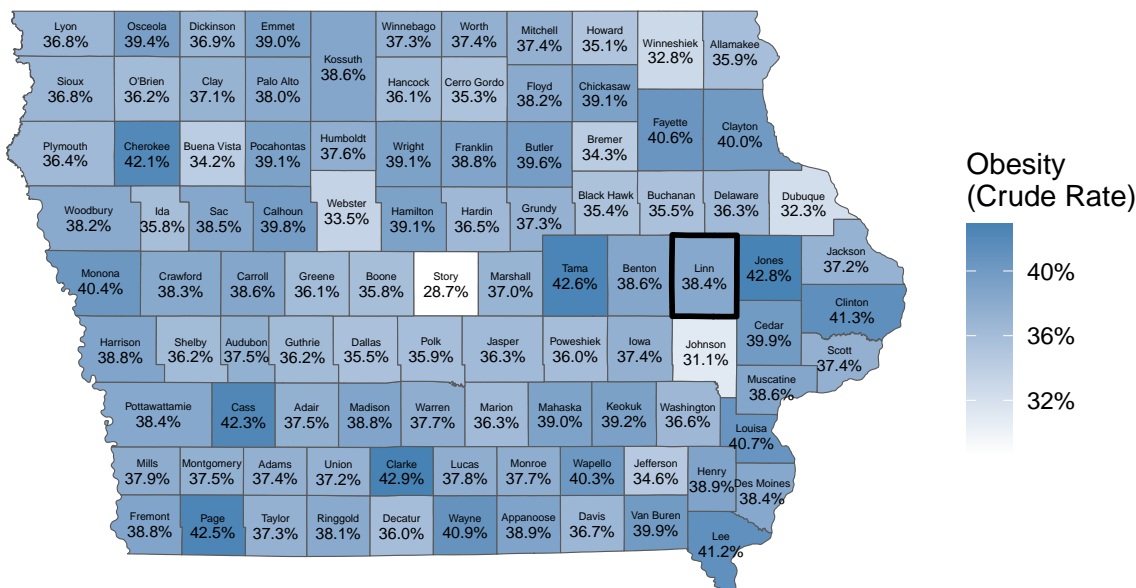 Lyon
36.8%
Osceola
39.4%
Dickinson
36.9%
Emmet
39.0%
Kossuth
38.6%
Winnebago
37.3%
Worth
37.4%
Mitchell
37.4%
Howard
35.1%
Winneshiek
32.8%
Allamakee
35.9%
Sioux
36.8%
O'Brien
36.2%
Clay
37.1%
Palo Alto
38.0%
Hancock
36.1%
Cerro Gordo
35.3%
Floyd
38.2%
Chickasaw
39.1%
Fayette
40.6%
Clayton
40.0%
Plymouth
36.4%
Cherokee
42.1%
Buena Vista
34.2%
Pocahontas
39.1%
Humboldt
37.6%
Wright
39.1%
Franklin
38.8%
Butler
39.6%
Bremer
34.3%
Woodbury
38.2%
Ida
35.8%
Sac
38.5%
Calhoun
39.8%
Webster
33.5%
Hamilton
39.1%
Hardin
36.5%
Grundy
37.3%
Black Hawk
35.4%
Buchanan
35.5%
Delaware
36.3%
Dubuque
32.3%
Monona
40.4%
Crawford
38.3%
Carroll
38.6%
Greene
36.1%
Boone
35.8%
Story
28.7%
Marshall
37.0%
Tama
42.6%
Benton
38.6%
Linn
38.4%
Jones
42.8%
Jackson
37.2%
Clinton
41.3%
Harrison
38.8%
Shelby
36.2%
Audubon
37.5%
Guthrie
36.2%
Dallas
35.5%
Polk
35.9%
Jasper
36.3%
Poweshiek
36.0%
Iowa
37.4%
Johnson
31.1%
Cedar
39.9%
Scott
37.4%
Muscatine
38.6%
Pottawattamie
38.4%
Cass
42.3%
Adair
37.5%
Madison
38.8%
Warren
37.7%
Marion
36.3%
Mahaska
39.0%
Keokuk
39.2%
Washington
36.6%
Louisa
40.7%
Mills
37.9%
Montgomery
37.5%
Adams
37.4%
Union
37.2%
Clarke
42.9%
Lucas
37.8%
Monroe
37.7%
Wapello
40.3%
Jefferson
34.6%
Henry
38.9%
Des Moines
38.4%
Fremont
38.8%
Page
42.5%
Taylor
37.3%
Ringgold
38.1%
Decatur
36.0%
Wayne
40.9%
Appanoose
38.9%
Davis
36.7%
Van Buren
39.9%
Lee
41.2%
Obesity
(Crude Rate)
40%
36%
32%